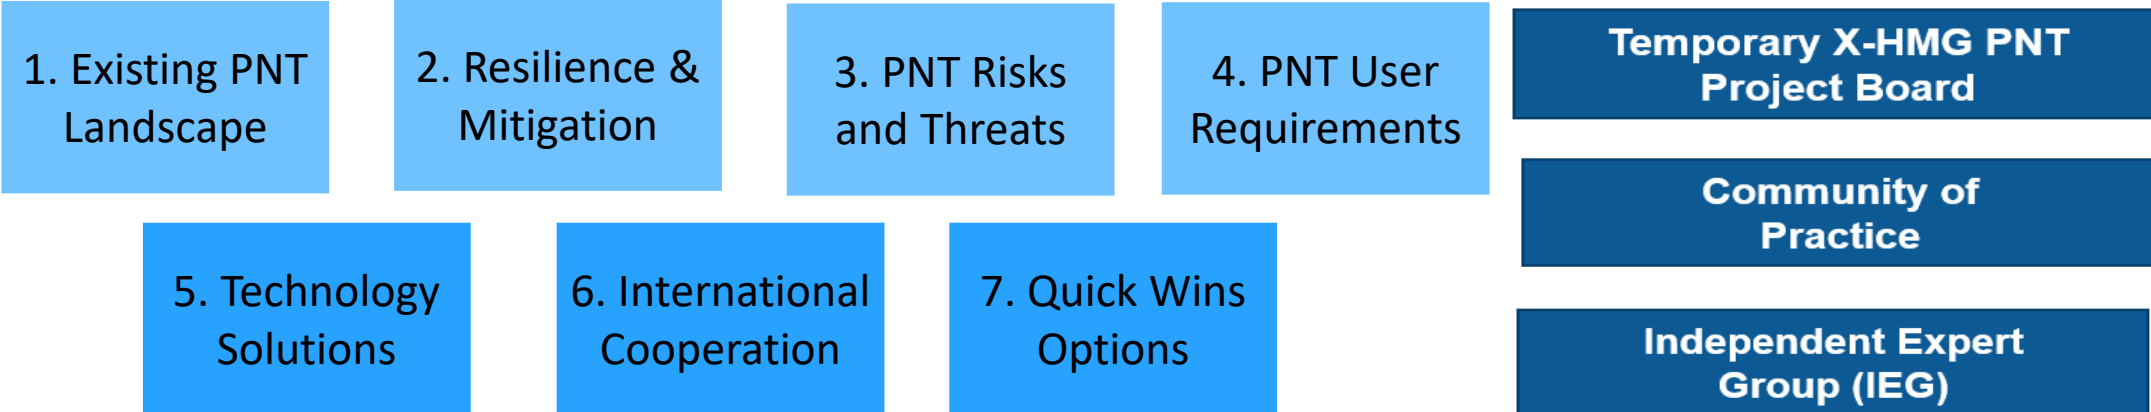 1. Existing PNT
Landscape
2. Resilience &
Mitigation
3. PNT Risks
and Threats
4. PNT User
Requirements
Temporary X-HMG PNT
Project Board
Community of
Practice
5. Technology
Solutions
6. International
Cooperation
7. Quick Wins
Options
Independent Expert
Group (IEG)